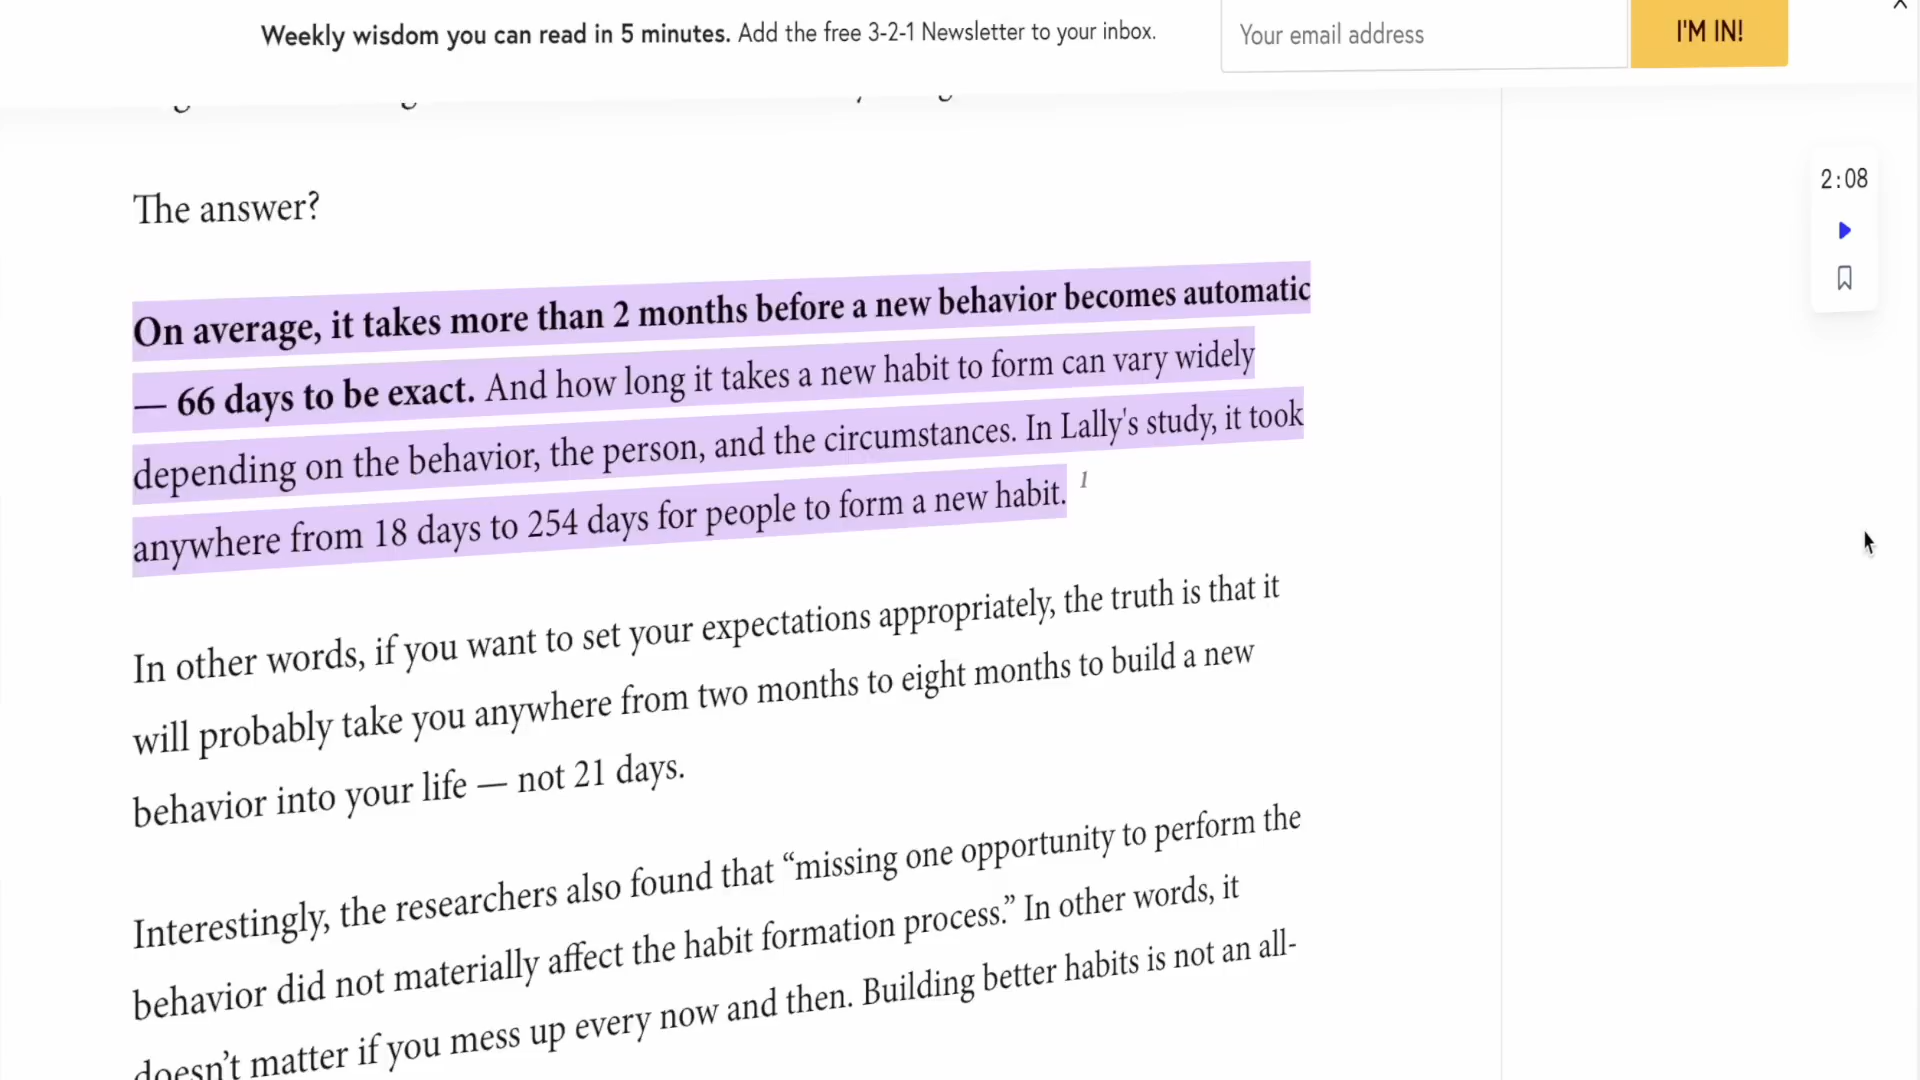 Weekly wisdom you can read in 5 minutes. Add the free 3-2-1 Newsletter to your inbox.
Your email address
I'M IN!
The answer?
2:08
On average, it takes more than 2 months before a new behavior becomes automatic
— 66 days to be exact. And how long it takes a new habit to form can vary widely
depending on the behavior, the person, and the circumstances. In Lally's study, it took
anywhere from 18 days to 254 days for people to form a new habit. 1
In other words, if you want to set your expectations appropriately, the truth is that it
will probably take you anywhere from two months to eight months to build a new
behavior into your life — not 21 days.
Interestingly, the researchers also found that “missing one opportunity to perform the
behavior did not materially affect the habit formation process.” In other words, it
doesn’t matter if you mess up every now and then. Building better habits is not an all-